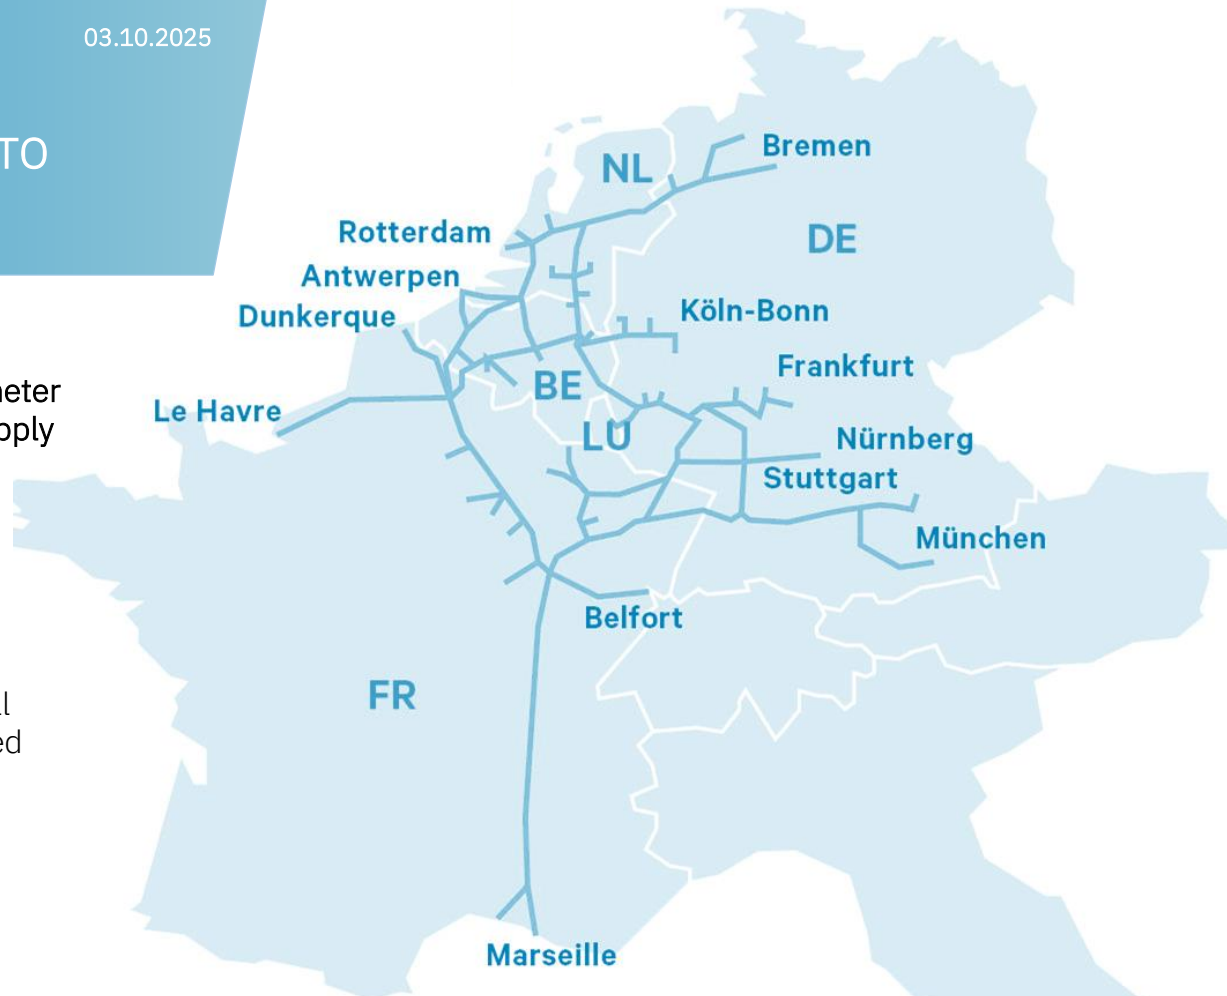 03.10.2025
TO
neter
pply
ll
ed
Bremen
NL
DE
Rotterdam
Antwerpen
Dunkerque
Köln-Bonn
Frankfurt
BE
Le Havre
LU
Nürnberg
Stuttgart
München
Belfort
FR
Marseille